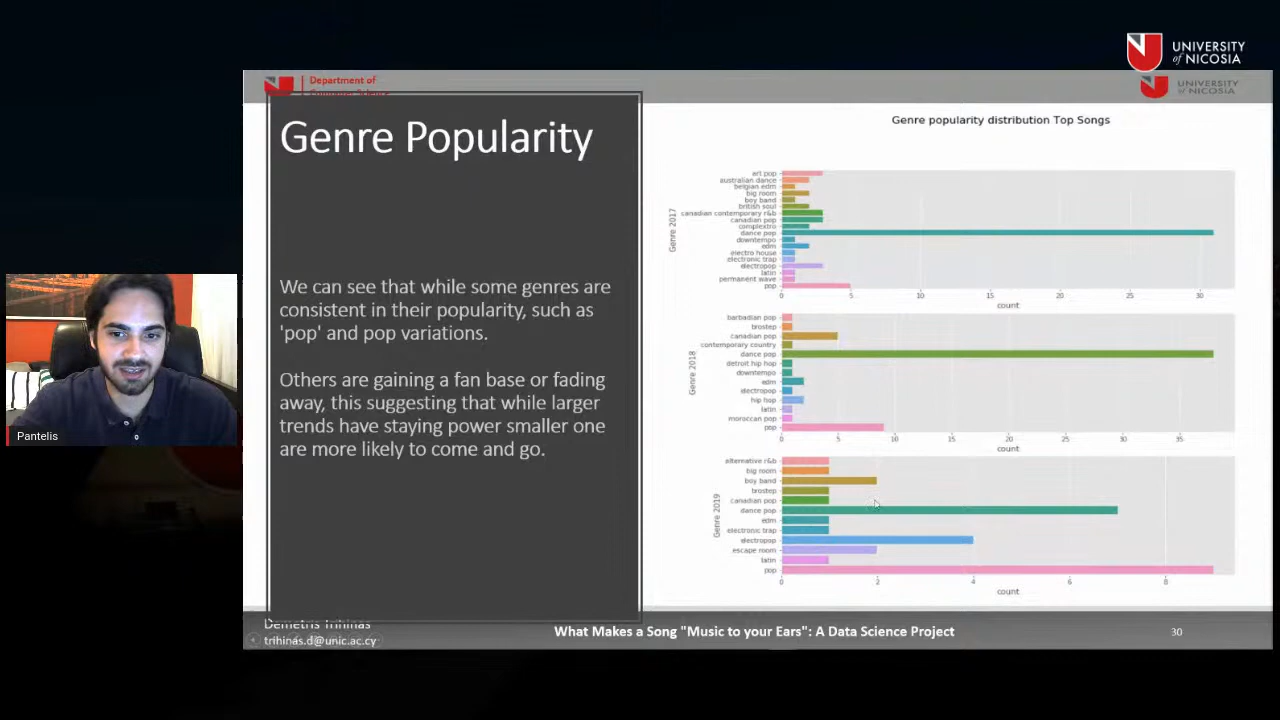 UNIVERSITY
of NICOSIA
Department of
Computer Science
UNIVERSITY
of NICOSIA
Genre Popularity
We can see that while some genres are
consistent in their popularity, such as
'pop' and pop variations.
Others are gaining a fan base or fading
away, this suggesting that while larger
trends have staying power smaller one
are more likely to come and go.
Genre popularity distribution Top Songs
Genre 2017
art pop
australian dance
belgian edm
big room
boy band
british soul
canadian contemporary r&b
canadian pop
complextro
dance pop
downtempo
edm
electro house
electronic trap
electropop
latin
permanent wave
pop
0 5 10 15 20 25 30
count
Genre 2018
barbadian pop
brostep
canadian pop
contemporary country
dance pop
detroit hip hop
downtempo
edm
electropop
hip hop
latin
moroccan pop
pop
0 5 10 15 20 25 30 35
count
Genre 2019
alternative r&b
big room
boy band
brostep
canadian pop
dance pop
edm
electronic trap
electropop
escape room
latin
pop
0 2 4 6 8
count
Pantelis
Demetris Trihinas
trihinas.d@unic.ac.cy
What Makes a Song "Music to your Ears": A Data Science Project
30